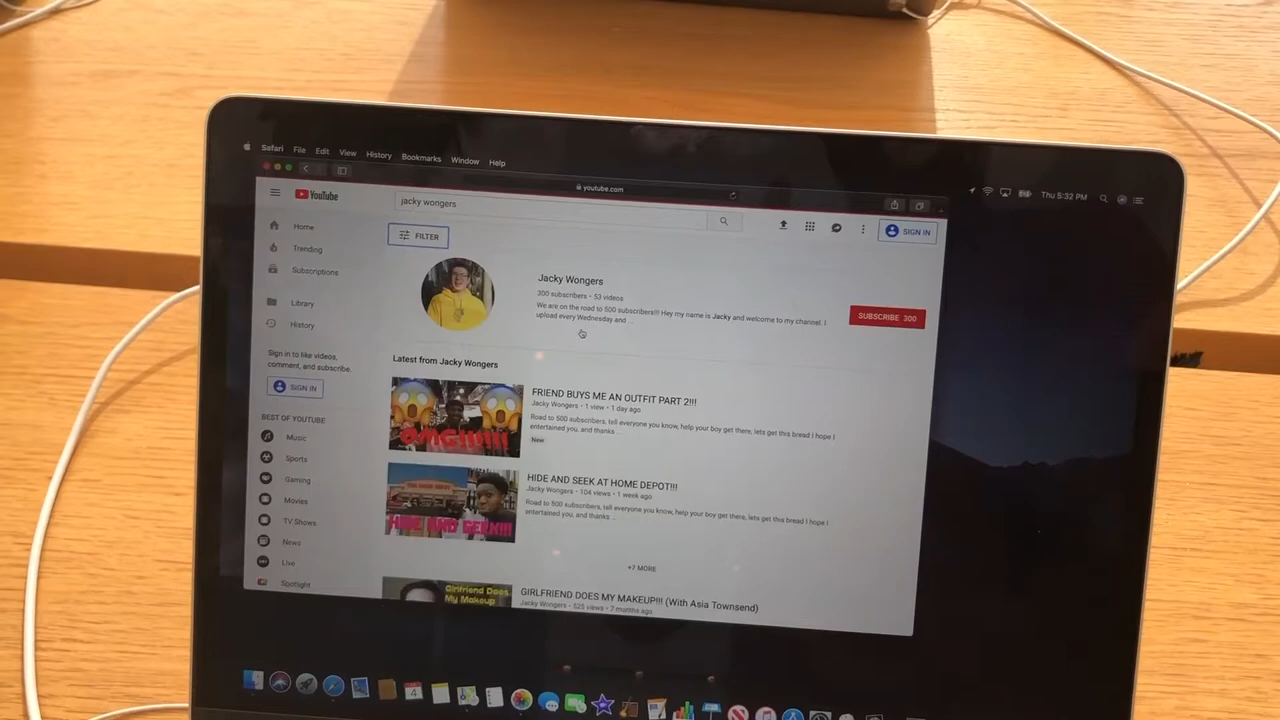 Safari File Edit View History Bookmarks Window Help
Thu 5:32 PM
youtube.com
YouTube
jacky wongers
SIGN IN
FILTER
Home
Trending
Subscriptions
Library
History
Sign in to like videos,
comment, and subscribe.
SIGN IN
BEST OF YOUTUBE
Music
Sports
Gaming
Movies
TV Shows
News
Live
Spotlight
Jacky Wongers
300 subscribers • 53 videos
We are on the road to 500 subscribers!!! Hey my name is Jacky and welcome to my channel. I
upload every Wednesday and ...
SUBSCRIBE 300
Latest from Jacky Wongers
OMG!!!!!!
FRIEND BUYS ME AN OUTFIT PART 2!!!
Jacky Wongers • 1 view • 1 day ago
Road to 500 subscribers, tell everyone you know, help your boy get there, lets get this bread I hope I
entertained you, and thanks ...
New
HIDE AND SEEK!!!
HIDE AND SEEK AT HOME DEPOT!!!
Jacky Wongers • 104 views • 1 week ago
Road to 500 subscribers, tell everyone you know, help your boy get there, lets get this bread I hope I
entertained you, and thanks ...
+7 MORE
Girlfriend Does
My Makeup
GIRLFRIEND DOES MY MAKEUP!!! (With Asia Townsend)
Jacky Wongers • 525 views • 7 months ago
4